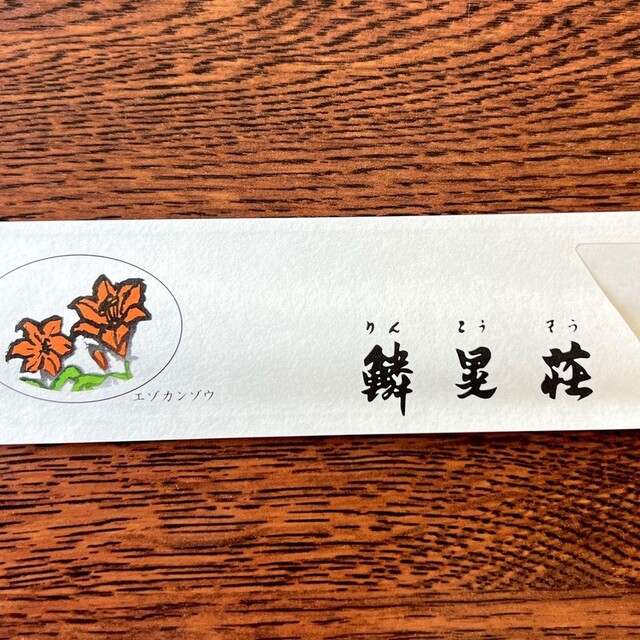 りん こう そう
鱗晃荘
エゾカンゾウ